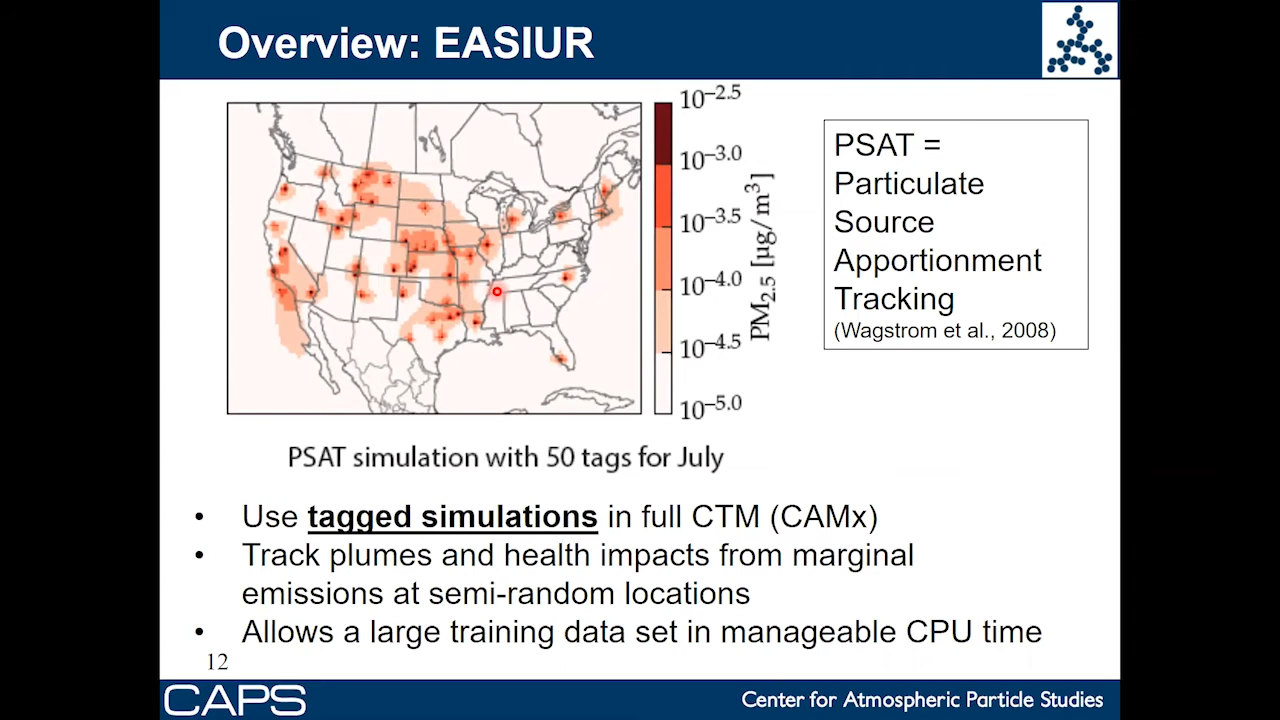 Overview: EASIUR
10–2.5
10–3.0
10–3.5
10–4.0
10–4.5
10–5.0
PM2.5 [µg/m3]
PSAT =
Particulate
Source
Apportionment
Tracking
(Wagstrom et al., 2008)
PSAT simulation with 50 tags for July
• Use tagged simulations in full CTM (CAMx)
• Track plumes and health impacts from marginal
emissions at semi-random locations
• Allows a large training data set in manageable CPU time
12
CAPS
Center for Atmospheric Particle Studies